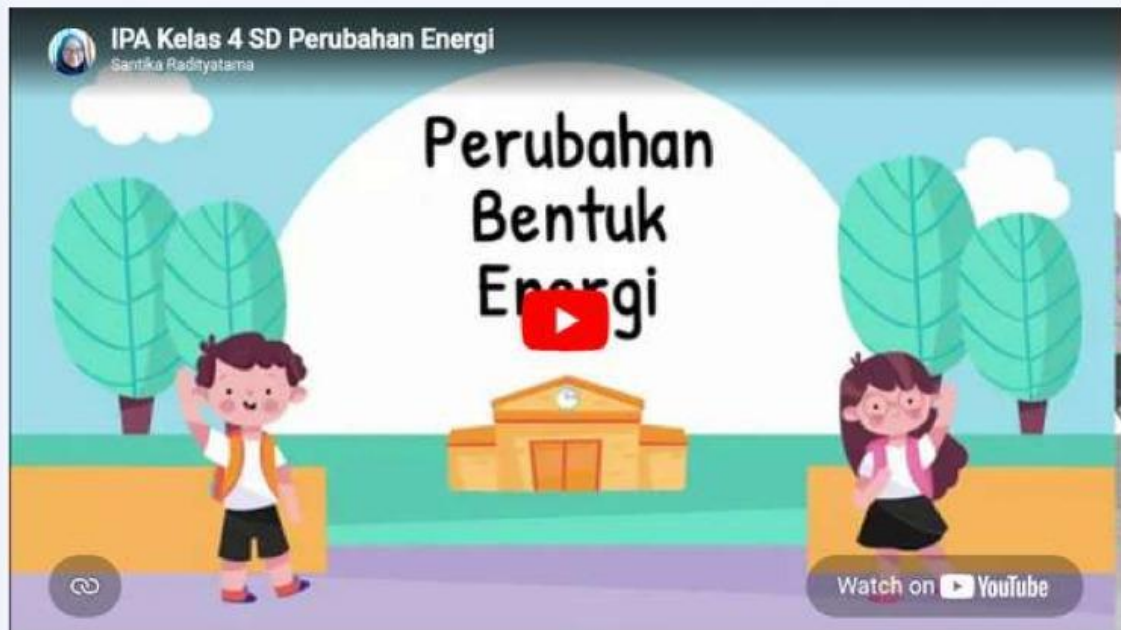 IPA Kelas 4 SD Perubahan Energi
Santika Radityatama
Perubahan
Bentuk
Energi
Watch on YouTube